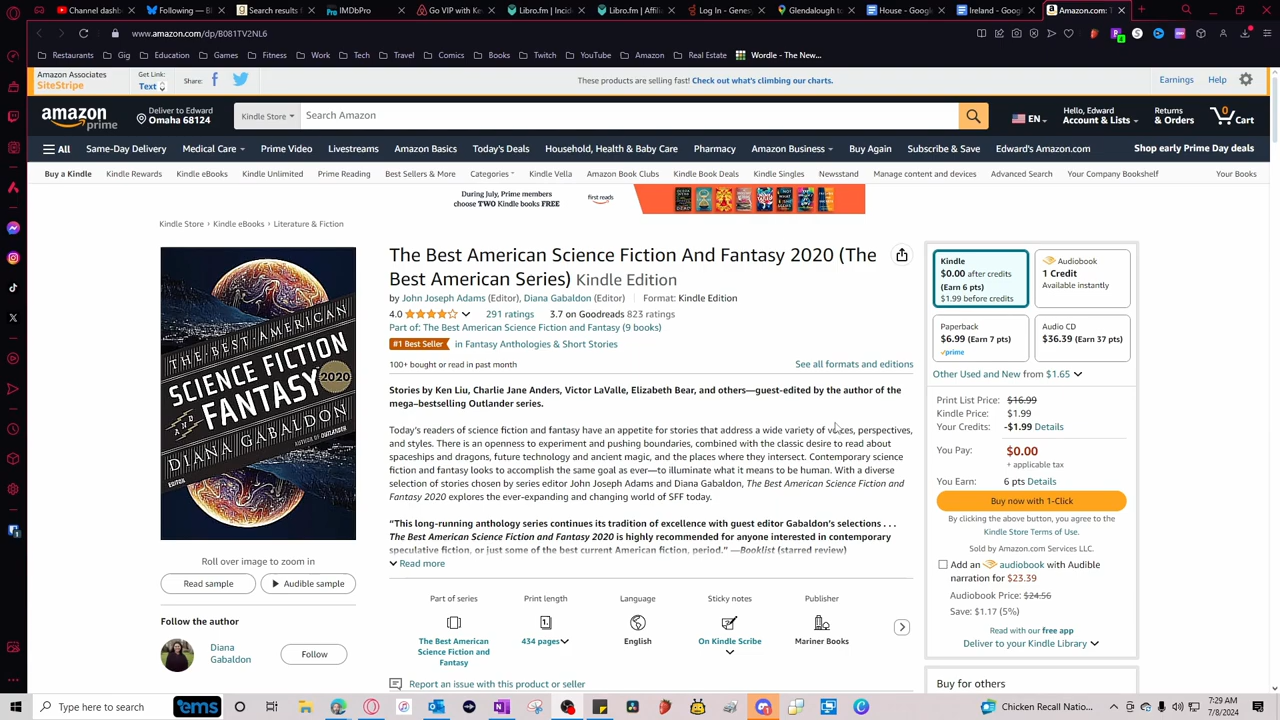 Channel dashboard
Following -
IMDbPro
Libro.fm
Libro.fm | Affilia
Log In -
Ireland - Googl
amazon.com: T
www.amazon.com/dp/B081TV2NL6
Restaurants Gig Education Games Fitness Work Tech Travel Comics Books Twitch YouTube Amazon Real Estate Wordle - The New...
Amazon Associates
SiteStripe
Get Link:
Text
Share:
These products are selling fast! Check out what's climbing our charts.
Earnings Help
amazon
prime
Deliver to Edward
Omaha 68124
Kindle Store
Search Amazon
EN
Hello, Edward
Account & Lists
Returns
& Orders
0
Cart
All Same-Day Delivery Medical Care Prime Video Livestreams Amazon Basics Today's Deals Household, Health & Baby Care Pharmacy Amazon Business Buy Again Subscribe & Save Edward's Amazon.com Shop early Prime Day deals
Buy a Kindle Kindle Rewards Kindle eBooks Kindle Unlimited Prime Reading Best Sellers & More Amazon Book Clubs Categories Kindle Vella Kindle Book Deals Kindle Singles Newsstand Manage content and devices Advanced Search Your Company Bookshelf Your Books
During July, Prime members
choose TWO Kindle books FREE
first reads
Kindle Store › Kindle eBooks › Literature & Fiction
THE BEST AMERICAN
SCIENCE FICTION
AND
FANTASY
2020
DIANA GABALDON
EDITOR
AUTHOR OF OUTLANDER
Roll over image to zoom in
Read sample
Audible sample
Follow the author
Diana
Gabaldon
Follow
The Best American Science Fiction And Fantasy 2020 (The
Best American Series) Kindle Edition
by John Joseph Adams (Editor), Diana Gabaldon (Editor) Format: Kindle Edition
4.0 291 ratings 3.7 on Goodreads 823 ratings
Part of: The Best American Science Fiction and Fantasy (9 books)
#1 Best Seller in Fantasy Anthologies & Short Stories
100+ bought or read in past month
See all formats and editions
Stories by Ken Liu, Charlie Jane Anders, Victor LaValle, Elizabeth Bear, and others—guest-edited by the author of the
mega–bestselling Outlander series.
Today's readers of science fiction and fantasy have an appetite for stories that address a wide variety of voices, perspectives,
and styles. There is an openness to experiment and pushing boundaries, combined with the classic desire to read about
spaceships and dragons, future technology and ancient magic, and the places where they intersect. Contemporary science
fiction and fantasy looks to accomplish the same goal as ever—to illuminate what it means to be human. With a diverse
selection of stories chosen by series editor John Joseph Adams and Diana Gabaldon, The Best American Science Fiction and
Fantasy 2020 explores the ever-expanding and changing world of SFF today.
“This long-running anthology series continues its tradition of excellence with guest editor Gabaldon's selections . . .
The Best American Science Fiction and Fantasy 2020 is highly recommended for anyone interested in contemporary
speculative fiction, or just some of the best current American fiction, period.” —Booklist (starred review)
Read more
Part of series
The Best American
Science Fiction and
Fantasy
Print length
434 pages
Language
English
Sticky notes
On Kindle Scribe
Publisher
Mariner Books
Report an issue with this product or seller
Kindle
$0.00 after credits
(Earn 6 pts)
$1.99 before credits
Audiobook
1 Credit
Available instantly
Paperback
$6.99 (Earn 7 pts)
prime
Audio CD
$36.39 (Earn 37 pts)
Other Used and New from $1.65
Print List Price: $16.99
Kindle Price: $1.99
Your Credits: -$1.99 Details
You Pay: $0.00
+ applicable tax
You Earn: 6 pts Details
Buy now with 1-Click
By clicking the above button, you agree to the
Kindle Store Terms of Use.
Sold by Amazon.com Services LLC.
Add an audiobook with Audible
narration for $23.39
Audiobook Price: $24.56
Save: $1.17 (5%)
Read with our free app
Deliver to your Kindle Library
Buy for others
Type here to search
ems
Chicken Recall Natio...
7:29 AM
7/8/2024